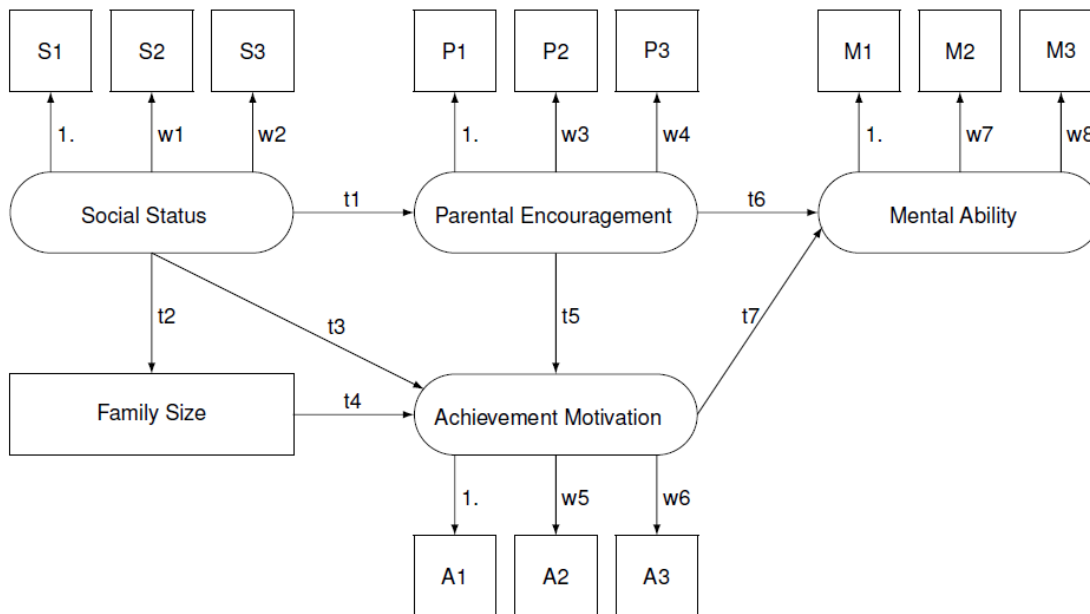 S1 S2 S3 P1 P2 P3 M1 M2 M3
1. w1 w2 1. w3 w4 1. w7 w8
Social Status t1 Parental Encouragement t6 Mental Ability
t2 t3 t5 t7
Family Size t4 Achievement Motivation
1. w5 w6
A1 A2 A3